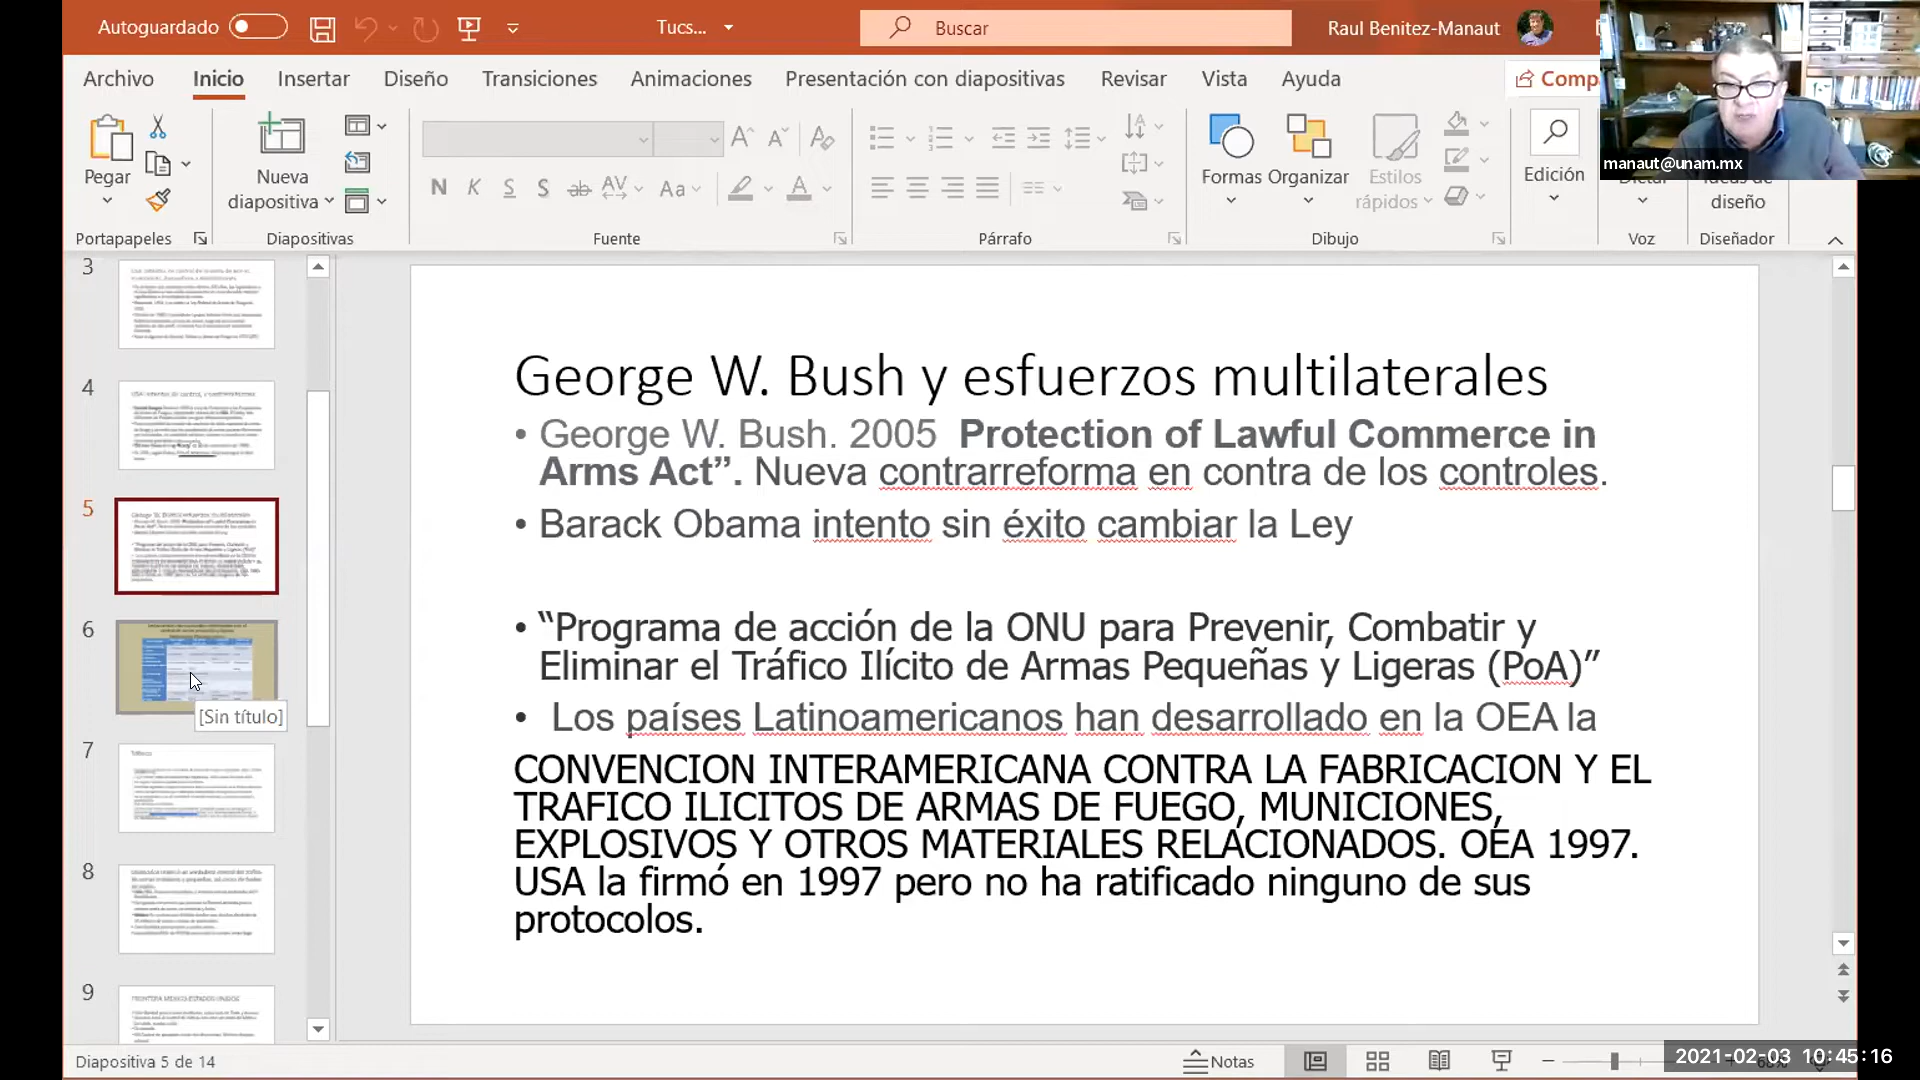 Autoguardado
Tucs...
Buscar
Raul Benitez-Manaut
Archivo Inicio Insertar Diseño Transiciones Animaciones Presentación con diapositivas Revisar Vista Ayuda
manaut@unam.mx
Pegar
Nueva
diapositiva
Formas Organizar Estilos
rápidos
Edición
diseño
Portapapeles Diapositivas Fuente Párrafo Dibujo Voz Diseñador
N K S S ab AV Aa A
3
4
5
6
[Sin título]
7
8
9
George W. Bush y esfuerzos multilaterales
• George W. Bush. 2005 Protection of Lawful Commerce in
Arms Act”. Nueva contrarreforma en contra de los controles.
• Barack Obama intento sin éxito cambiar la Ley
• “Programa de acción de la ONU para Prevenir, Combatir y
Eliminar el Tráfico Ilícito de Armas Pequeñas y Ligeras (PoA)”
• Los países Latinoamericanos han desarrollado en la OEA la
CONVENCION INTERAMERICANA CONTRA LA FABRICACION Y EL
TRAFICO ILICITOS DE ARMAS DE FUEGO, MUNICIONES,
EXPLOSIVOS Y OTROS MATERIALES RELACIONADOS. OEA 1997.
USA la firmó en 1997 pero no ha ratificado ninguno de sus
protocolos.
Diapositiva 5 de 14
Notas
2021-02-03 10:45:16